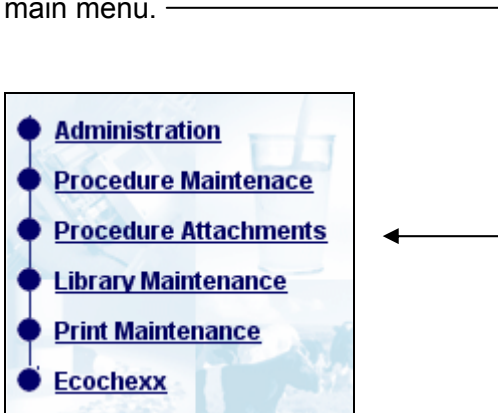 main menu.
Administration
Procedure Maintenace
Procedure Attachments
Library Maintenance
Print Maintenance
Ecochexx